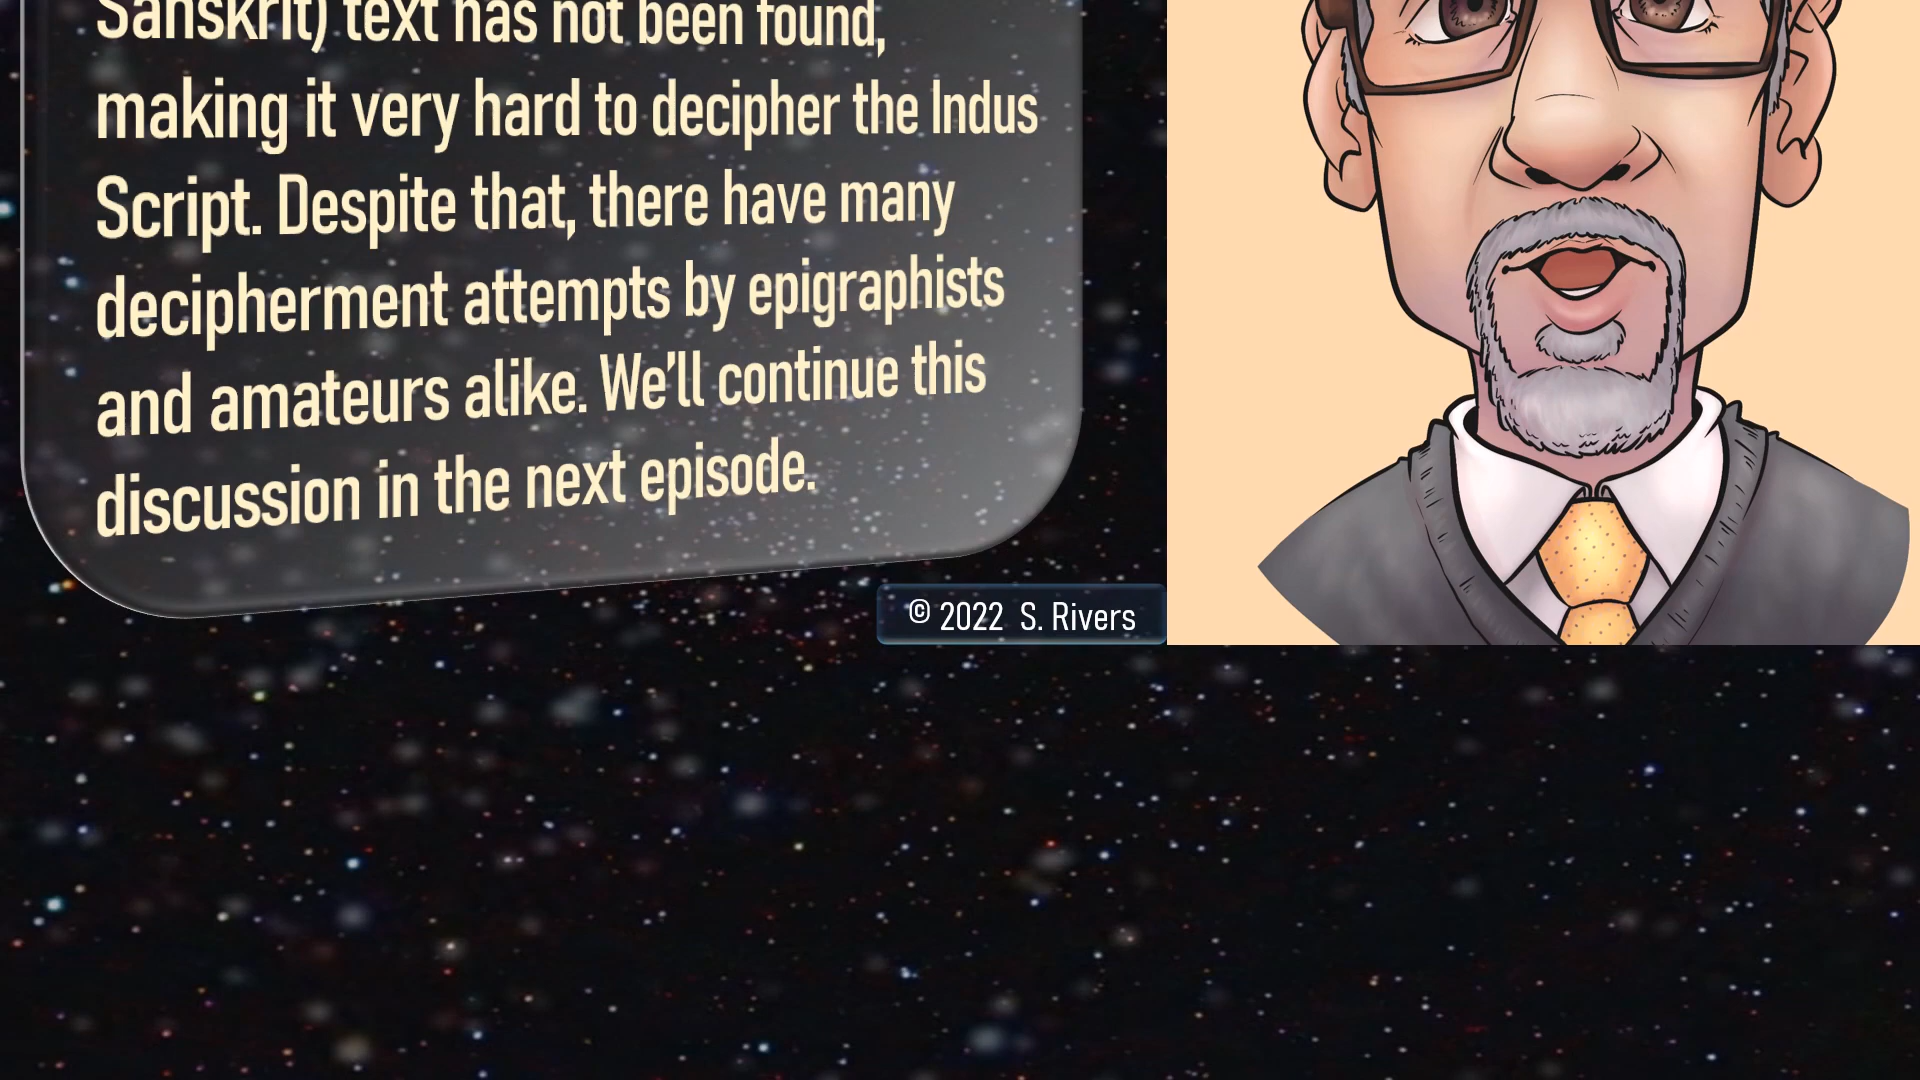 Sanskrit) text has not been found,
making it very hard to decipher the Indus
Script. Despite that, there have many
decipherment attempts by epigraphists
and amateurs alike. We'll continue this
discussion in the next episode.
© 2022 S. Rivers